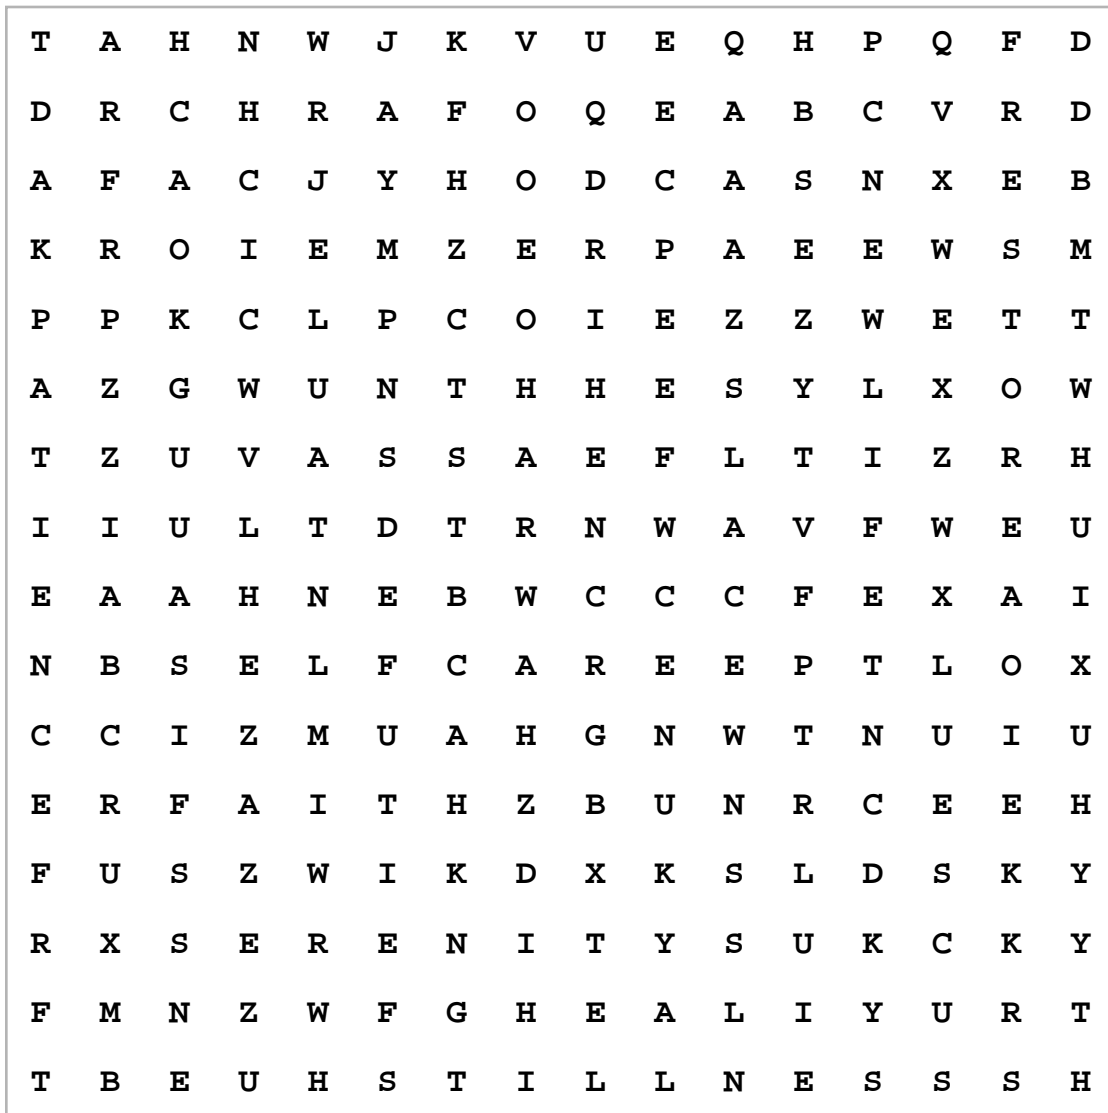 T A H N W J K V U E Q H P Q F D
D R C H R A F O Q E A B C V R D
A F A C J Y H O D C A S N X E B
K R O I E M Z E R P A E E W S M
P P K C L P C O I E Z Z W E T T
A Z G W U N T H H E S Y L X O W
T Z U V A S S A E F L T I Z R H
I I U L T D T R N W A V F W E U
E A A H N E B W C C C F E X A I
N B S E L F C A R E E P T L O X
C C I Z M U A H G N W T N U I U
E R F A I T H Z B U N R C E E H
F U S Z W I K D X K S L D S K Y
R X S E R E N I T Y S U K C K Y
F M N Z W F G H E A L I Y U R T
T B E U H S T I L L N E S S S H